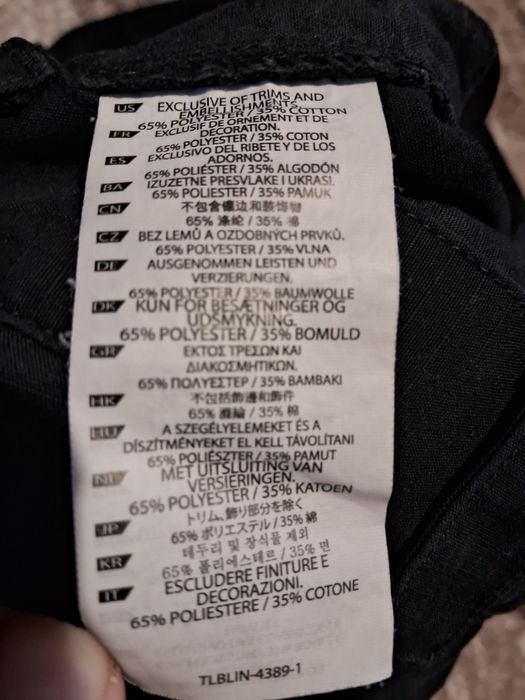 US EXCLUSIVE OF TRIMS AND
EMBELLISHMENTS
65% POLYESTER / 35% COTTON
FR EXCLUSIF DE ORNEMENT ET DE
DECORATION.
65% POLYESTER / 35% COTON
ES EXCLUSIVO DEL RIBETE Y DE LOS
ADORNOS.
65% POLIÉSTER / 35% ALGODÓN
BA IZUZETNE PRESVLAKE I UKRASI.
65% POLIESTER / 35% PAMUK
CN 不包含镶边和装饰物
65% 涤纶 / 35% 棉
CZ BEZ LEMŮ A OZDOBNÝCH PRVKŮ.
65% POLYESTER / 35% VLNA
DE AUSGENOMMEN LEISTEN UND
VERZIERUNGEN.
65% POLYESTER / 35% BAUMWOLLE
DK KUN FOR BESÆTNINGER OG
UDSMYKNING.
65% POLYESTER / 35% BOMULD
GR ΕΚΤΟΣ ΤΡΕΣΩΝ ΚΑΙ
ΔΙΑΚΟΣΜΗΤΙΚΩΝ.
65% ΠΟΛΥΕΣΤΕΡ / 35% ΒΑΜΒΑΚΙ
HK 不包括飾邊和飾件
65% 滌綸 / 35% 棉
HU A SZEGÉLYELEMEKET ÉS A
DÍSZÍTMÉNYEKET EL KELL TÁVOLÍTANI
65% POLIÉSZTER / 35% PAMUT
NL MET UITSLUITING VAN
VERSIERINGEN.
65% POLYESTER / 35% KATOEN
JP トリム、飾り部分を除く
65% ポリエステル / 35% 綿
KR 테두리 및 장식물 제외
65% 폴리에스테르 / 35% 면
IT ESCLUDERE FINITURE E
DECORAZIONI.
65% POLIESTERE / 35% COTONE
TLBLIN-4389-1